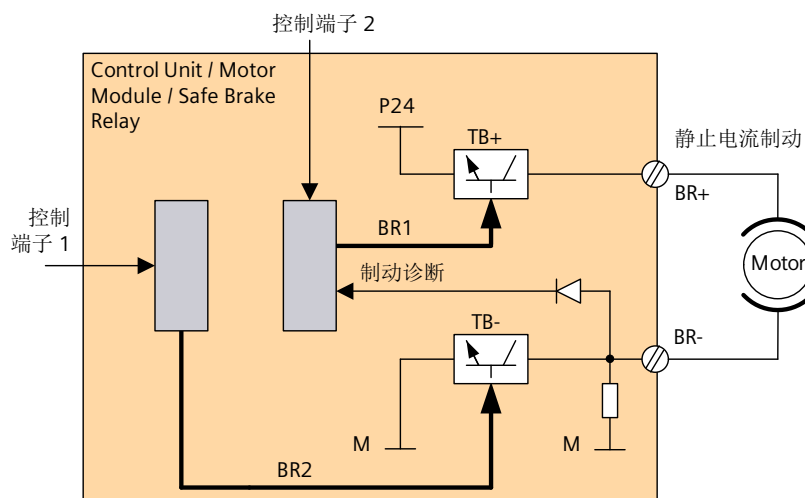 控制端子 2
Control Unit / Motor
Module / Safe Brake
Relay
P24
TB+
静止电流制动
BR+
控制
端子 1
BR1
Motor
制动诊断
TB-
BR-
M
M
BR2